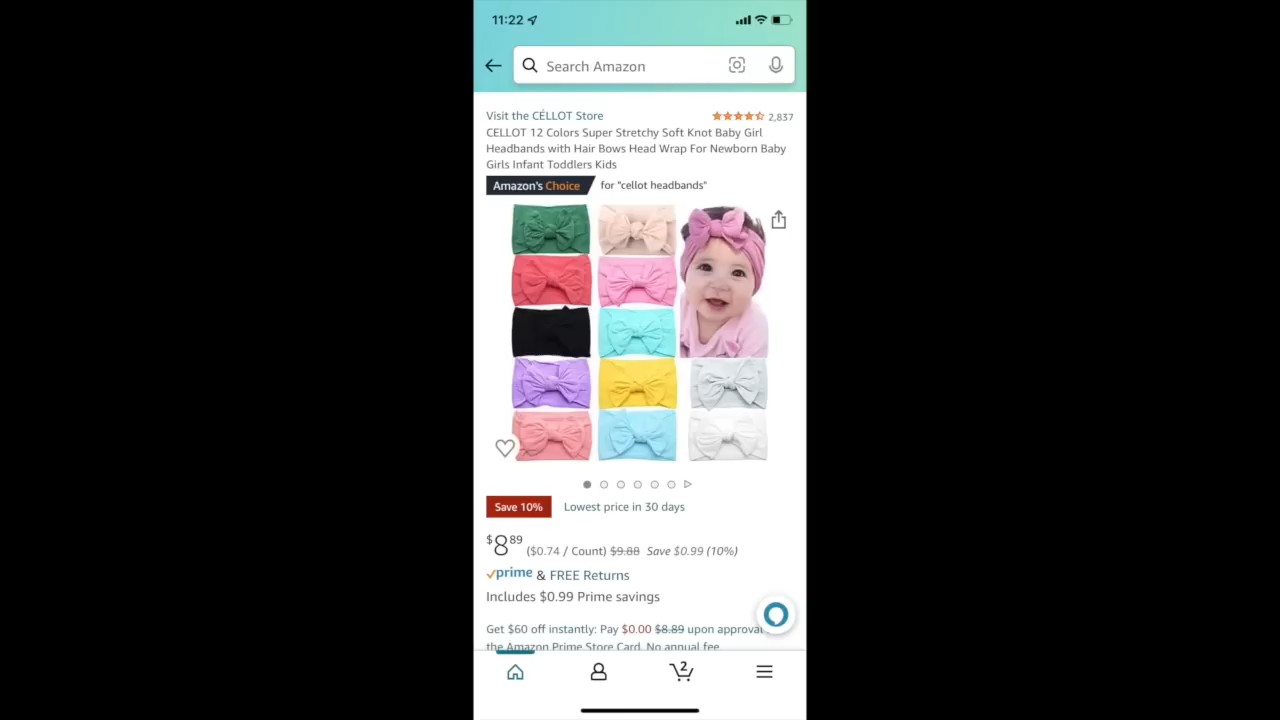 11:22
Search Amazon
Visit the CÉLLOT Store
2,837
CELLOT 12 Colors Super Stretchy Soft Knot Baby Girl
Headbands with Hair Bows Head Wrap For Newborn Baby
Girls Infant Toddlers Kids
Amazon's Choice for "cellot headbands"
Save 10% Lowest price in 30 days
$8 89 ($0.74 / Count) $9.88 Save $0.99 (10%)
prime & FREE Returns
Includes $0.99 Prime savings
Get $60 off instantly: Pay $0.00 $8.89 upon approval
the Amazon Prime Store Card. No annual fee.
2